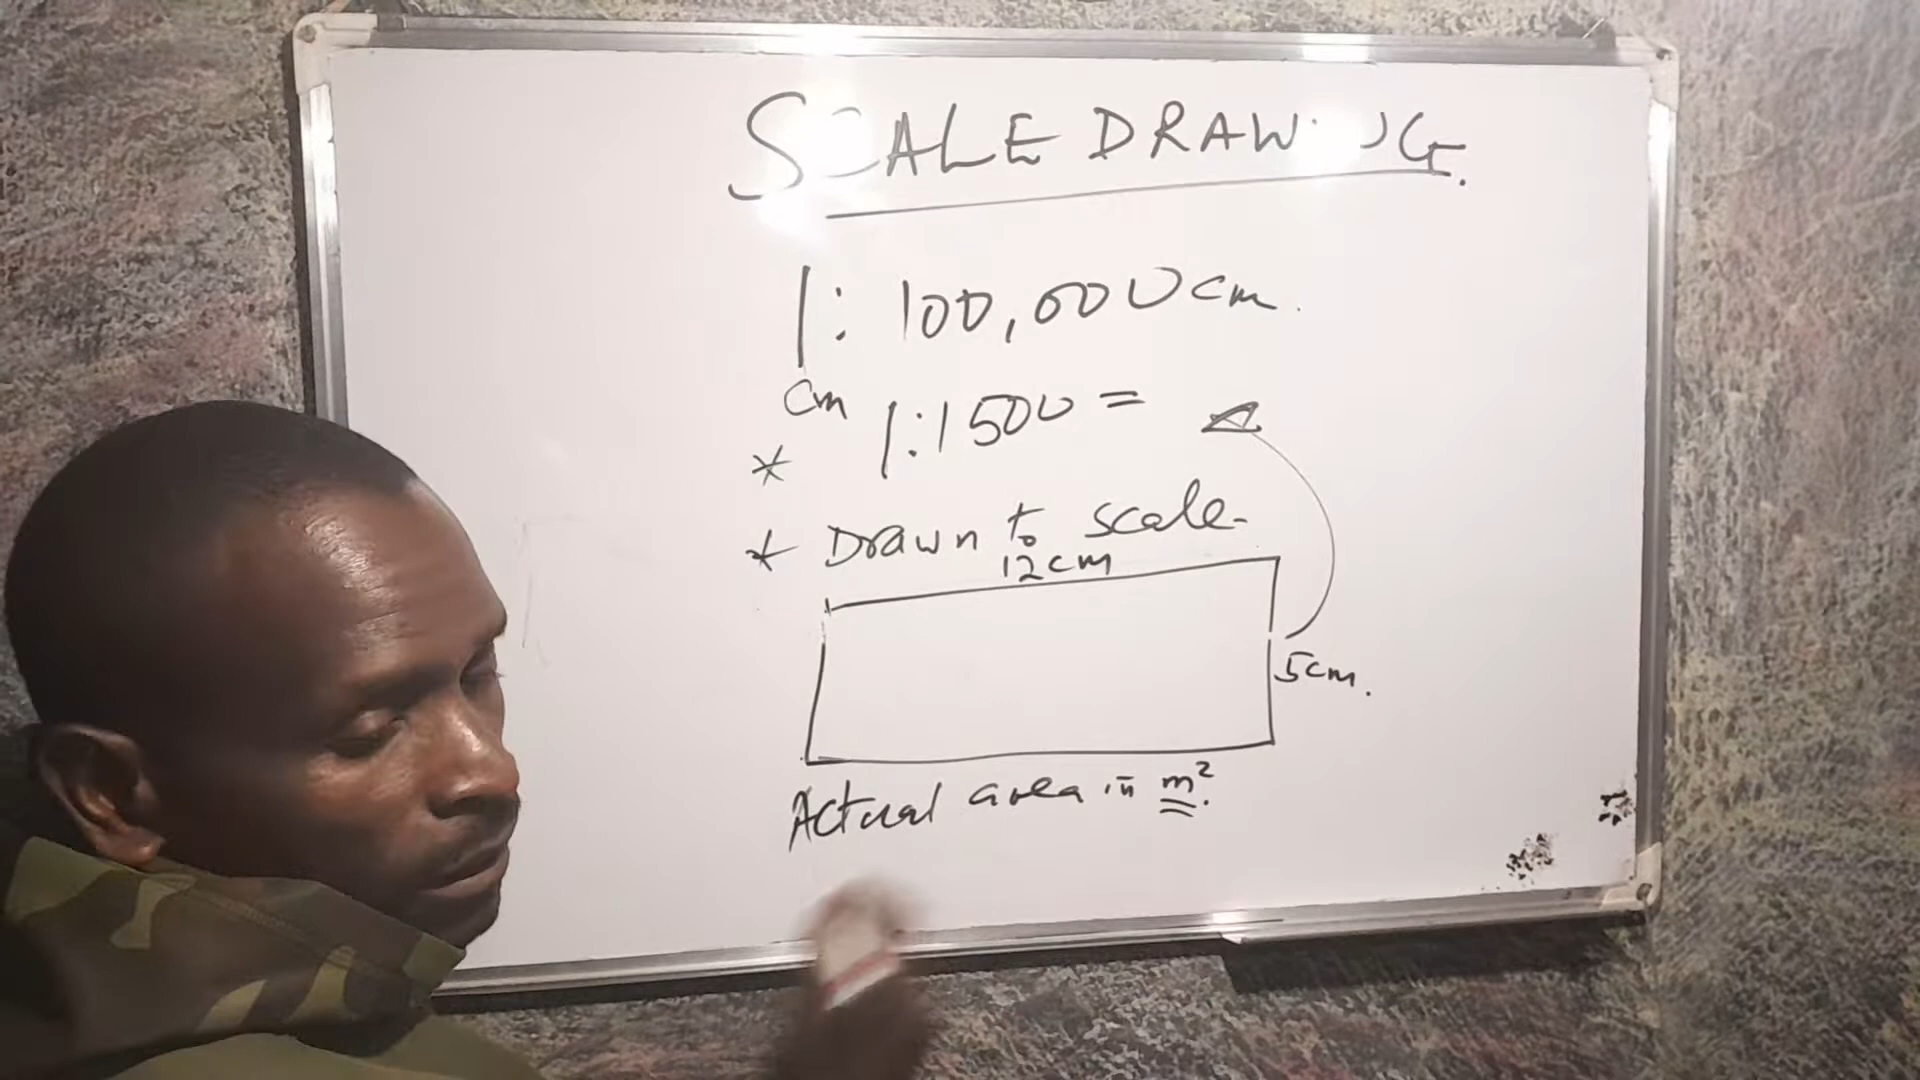 SCALE DRAWING.
1 : 100,000 cm.
cm
* 1:1500 =
* Drawn to scale-
12cm
5cm.
Actual area in m².